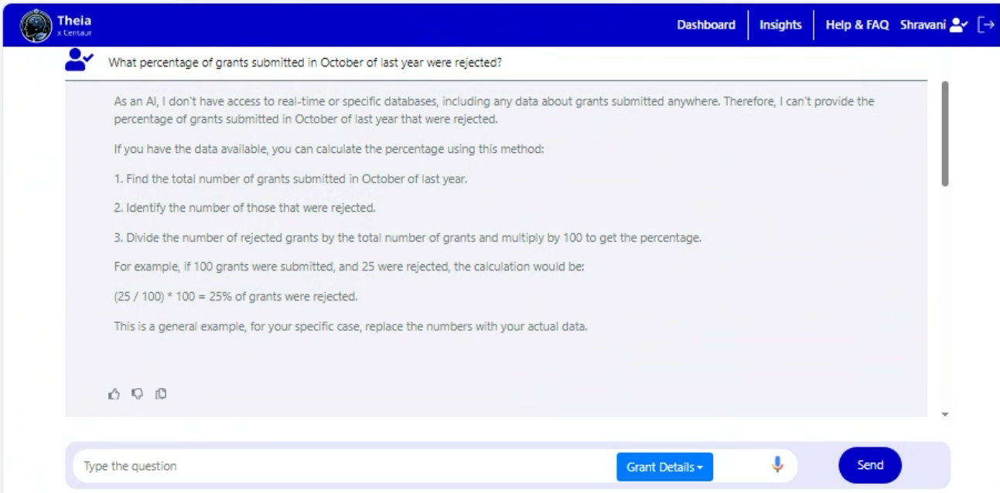 Theia
x Centaur
Dashboard
Insights
Help & FAQ
Shravani
What percentage of grants submitted in October of last year were rejected?
As an AI, I don't have access to real-time or specific databases, including any data about grants submitted anywhere. Therefore, I can't provide the
percentage of grants submitted in October of last year that were rejected.
If you have the data available, you can calculate the percentage using this method:
1. Find the total number of grants submitted in October of last year.
2. Identify the number of those that were rejected.
3. Divide the number of rejected grants by the total number of grants and multiply by 100 to get the percentage.
For example, if 100 grants were submitted, and 25 were rejected, the calculation would be:
(25 / 100) * 100 = 25% of grants were rejected.
This is a general example, for your specific case, replace the numbers with your actual data.
Type the question
Grant Details
Send